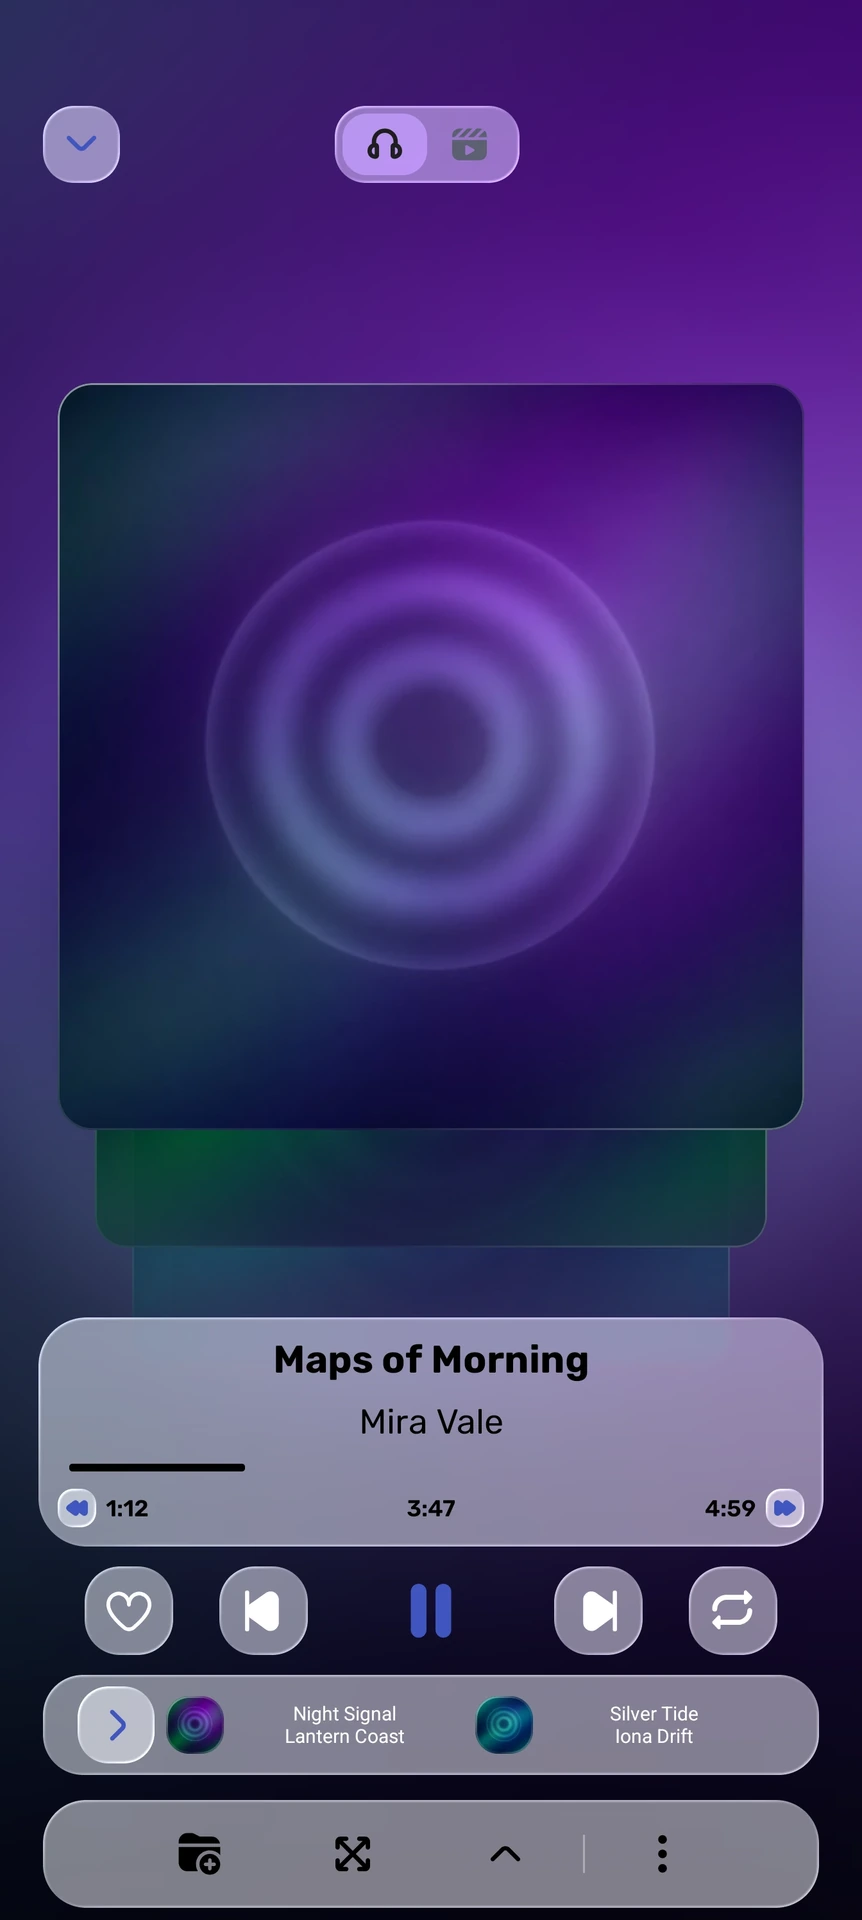 Maps of Morning
Mira Vale
1:12 3:47 4:59
Night Signal
Lantern Coast
Silver Tide
Iona Drift